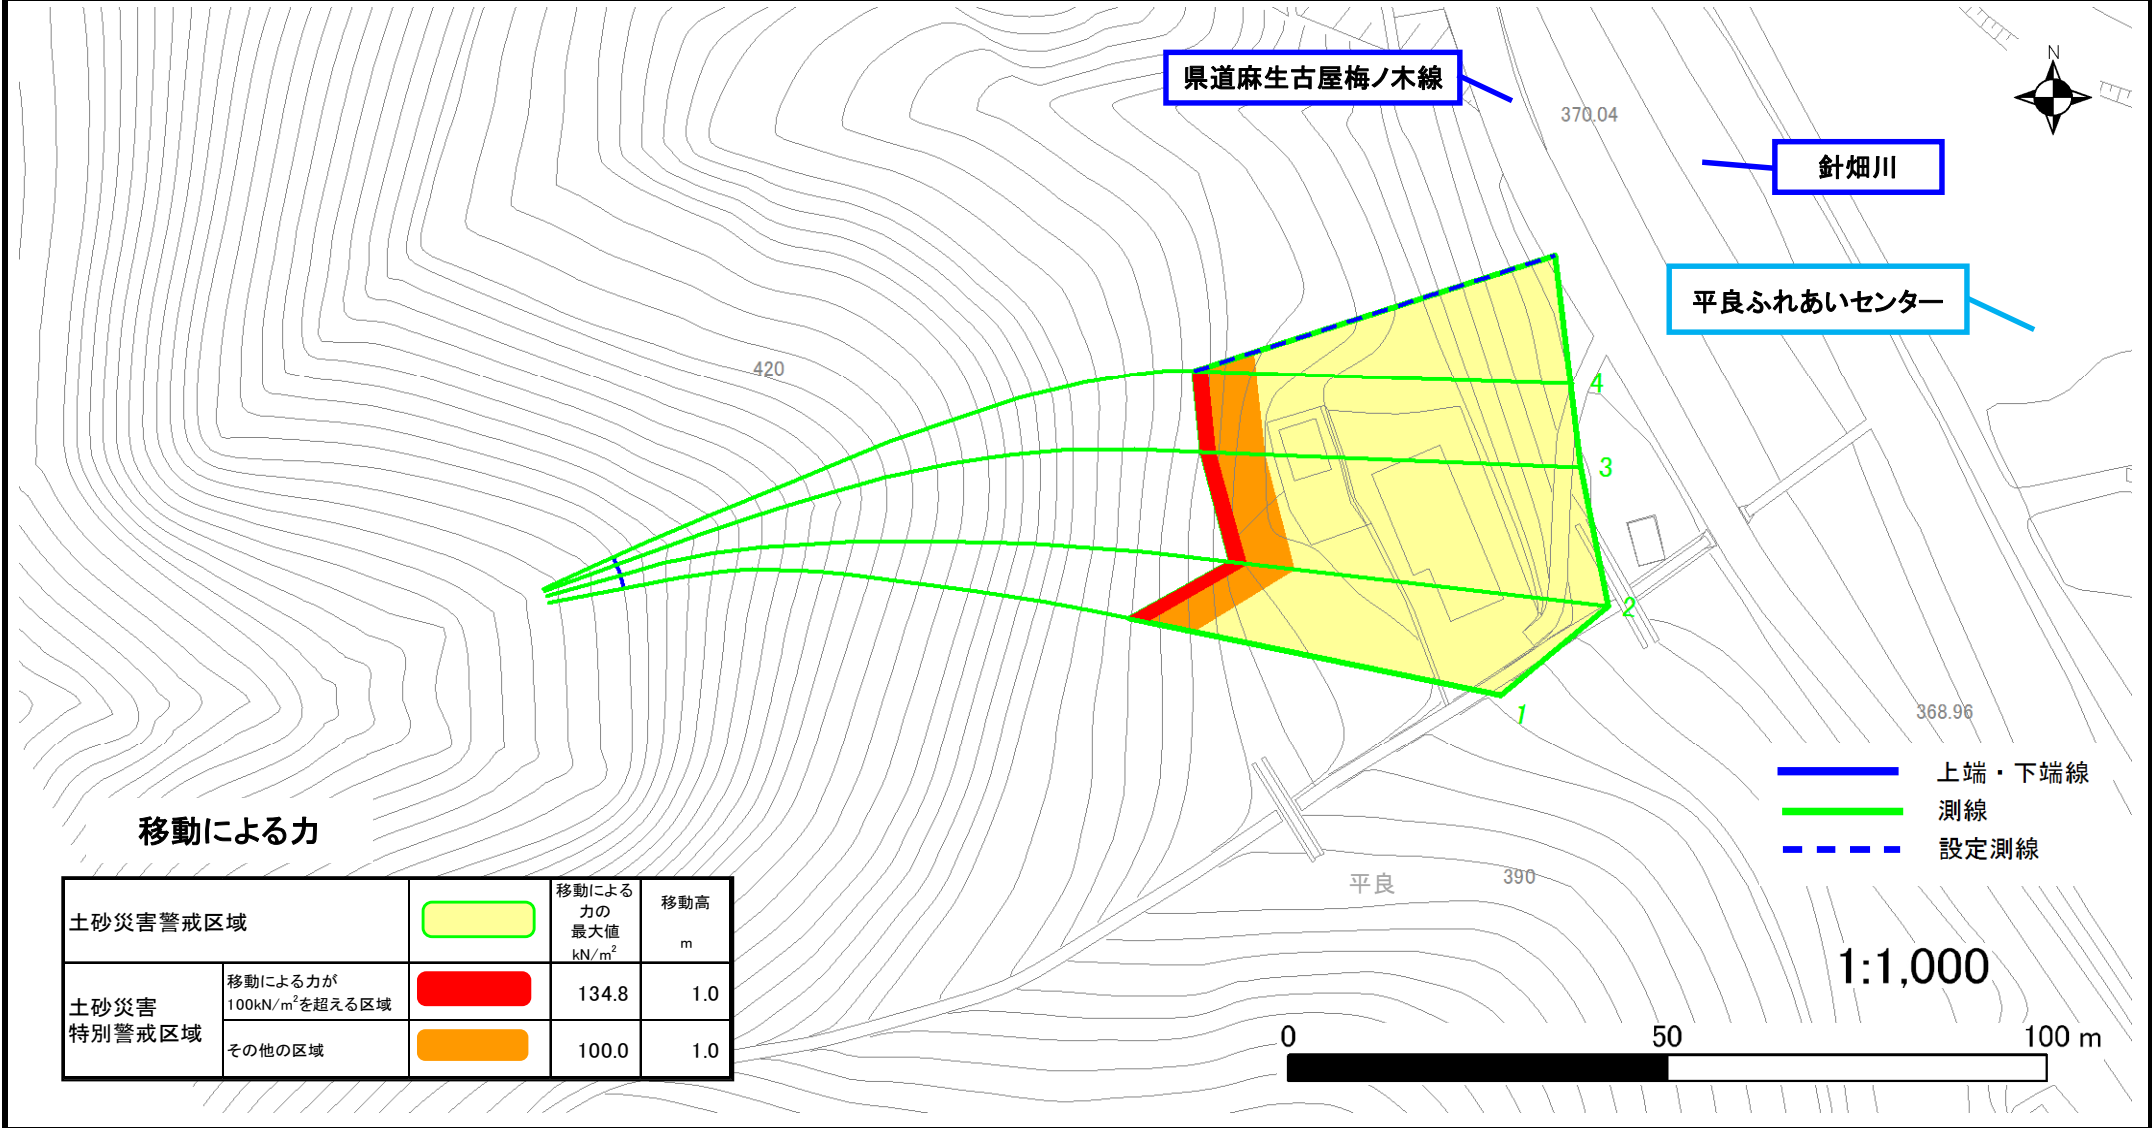 県道麻生古屋梅ノ木線
N
370.04
針畑川
平良ふれあいセンター
420
4
3
2
1
368.96
上端・下端線
測線
設定測線
移動による力
平良
390
1:1,000
0 50 100 m
土砂災害警戒区域
移動による
力の
最大値
kN/m²
移動高
m
土砂災害
特別警戒区域
移動による力が
100kN/m²を超える区域
134.8 1.0
その他の区域
100.0 1.0